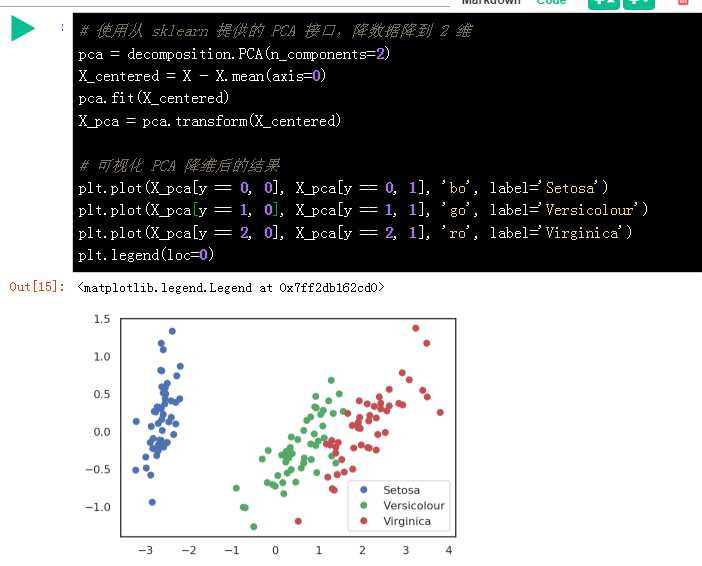 Markdown Code
# 使用从 sklearn 提供的 PCA 接口，降数据降到 2 维
pca = decomposition.PCA(n_components=2)
X_centered = X - X.mean(axis=0)
pca.fit(X_centered)
X_pca = pca.transform(X_centered)
# 可视化 PCA 降维后的结果
plt.plot(X_pca[y == 0, 0], X_pca[y == 0, 1], 'bo', label='Setosa')
plt.plot(X_pca[y == 1, 0], X_pca[y == 1, 1], 'go', label='Versicolour')
plt.plot(X_pca[y == 2, 0], X_pca[y == 2, 1], 'ro', label='Virginica')
plt.legend(loc=0)
Out[15]: <matplotlib.legend.Legend at 0x7ff2db162cd0>
1.5
1.0
0.5
0.0
−0.5
−1.0
Setosa
Versicolour
Virginica
−3 −2 −1 0 1 2 3 4